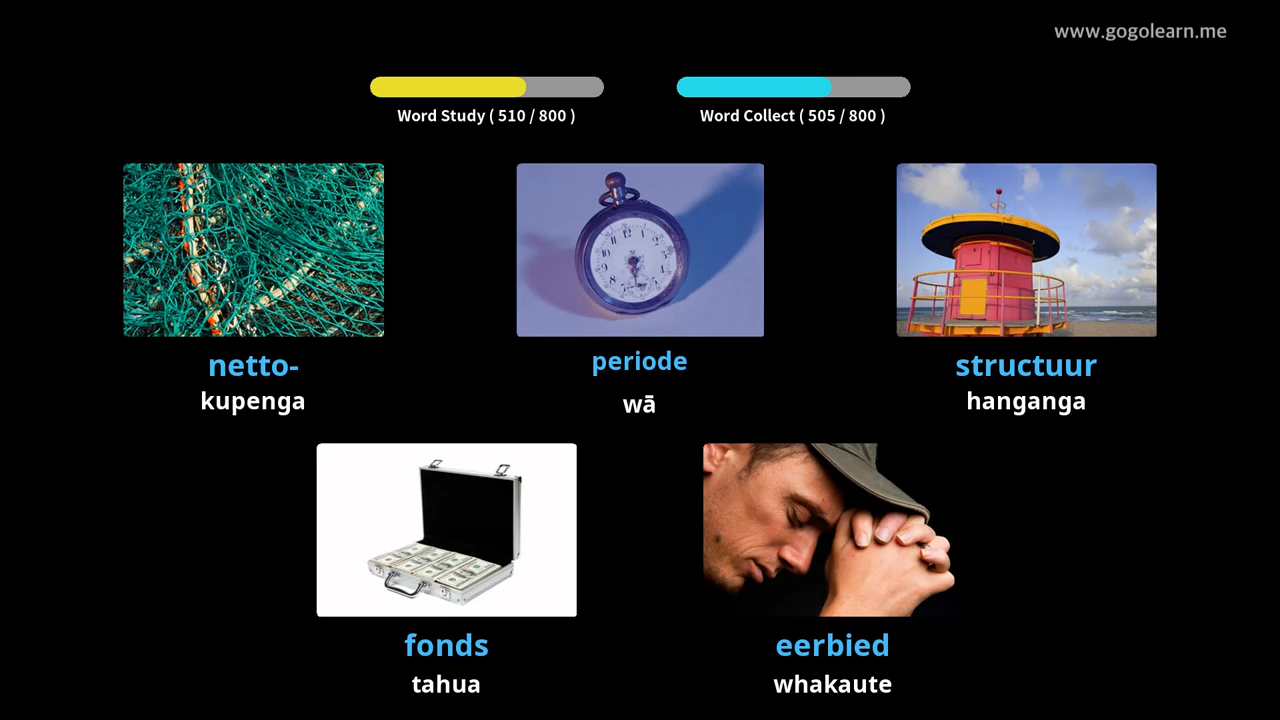 www.gogolearn.me
Word Study ( 510 / 800 )
Word Collect ( 505 / 800 )
netto-
kupenga
periode
wā
structuur
hanganga
fonds
tahua
eerbied
whakaute